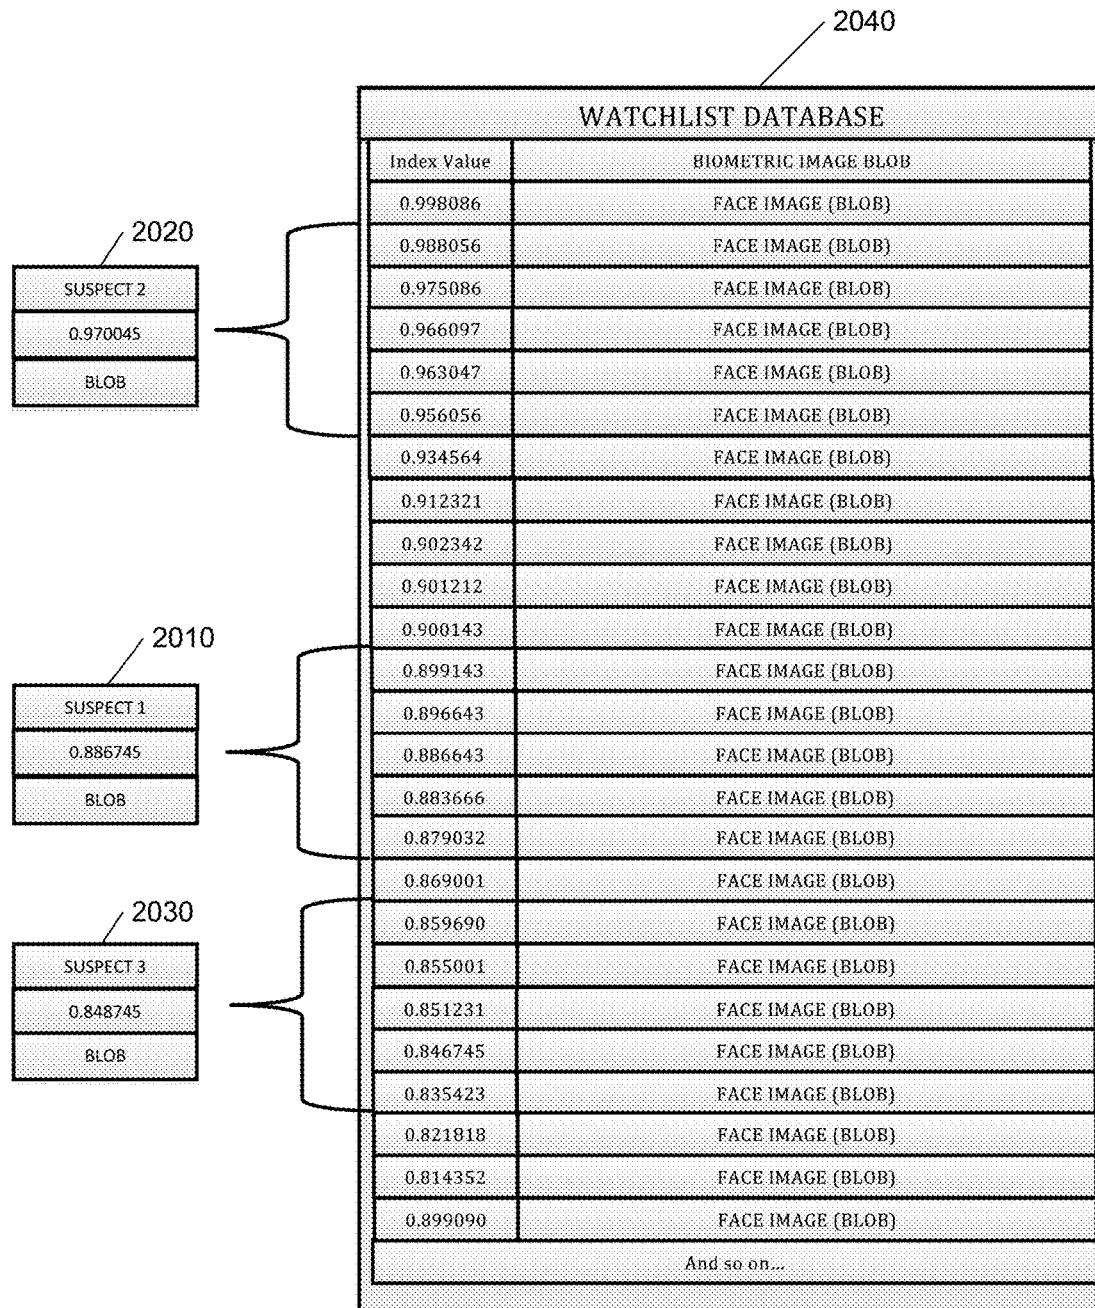 2040
WATCHLIST DATABASE
Index Value BIOMETRIC IMAGE BLOB
0.998086 FACE IMAGE (BLOB)
0.988056 FACE IMAGE (BLOB)
0.975086 FACE IMAGE (BLOB)
0.966097 FACE IMAGE (BLOB)
0.963047 FACE IMAGE (BLOB)
0.956056 FACE IMAGE (BLOB)
0.934564 FACE IMAGE (BLOB)
0.912321 FACE IMAGE (BLOB)
0.902342 FACE IMAGE (BLOB)
0.901212 FACE IMAGE (BLOB)
0.900143 FACE IMAGE (BLOB)
0.899143 FACE IMAGE (BLOB)
0.896643 FACE IMAGE (BLOB)
0.886643 FACE IMAGE (BLOB)
0.883666 FACE IMAGE (BLOB)
0.879032 FACE IMAGE (BLOB)
0.869001 FACE IMAGE (BLOB)
0.859690 FACE IMAGE (BLOB)
0.855001 FACE IMAGE (BLOB)
0.851231 FACE IMAGE (BLOB)
0.846745 FACE IMAGE (BLOB)
0.835423 FACE IMAGE (BLOB)
0.821818 FACE IMAGE (BLOB)
0.814352 FACE IMAGE (BLOB)
0.899090 FACE IMAGE (BLOB)
And so on...
2020
SUSPECT 2
0.970045
BLOB
2010
SUSPECT 1
0.886745
BLOB
2030
SUSPECT 3
0.848745
BLOB